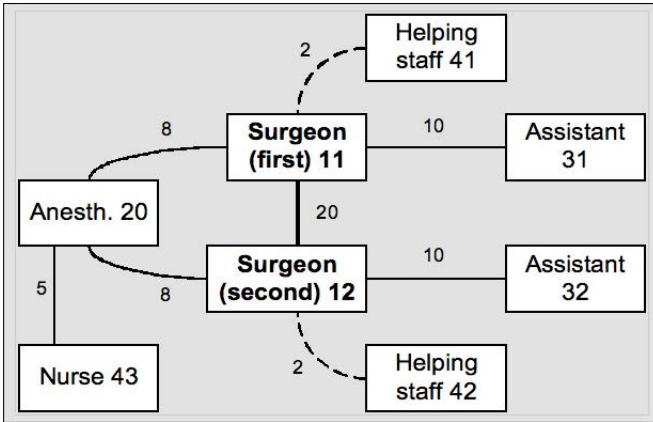 Helping
staff 41
2
8
Surgeon
(first) 11
10
Assistant
31
Anesth. 20
20
Surgeon
(second) 12
10
Assistant
32
5
8
2
Helping
staff 42
Nurse 43